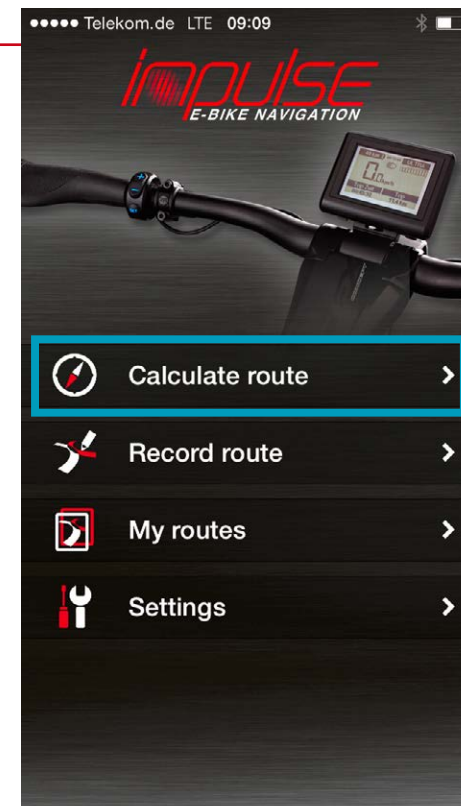 ●●●●● Telekom.de LTE 09:09
impulse
E-BIKE NAVIGATION
Calculate route
Record route
My routes
Settings